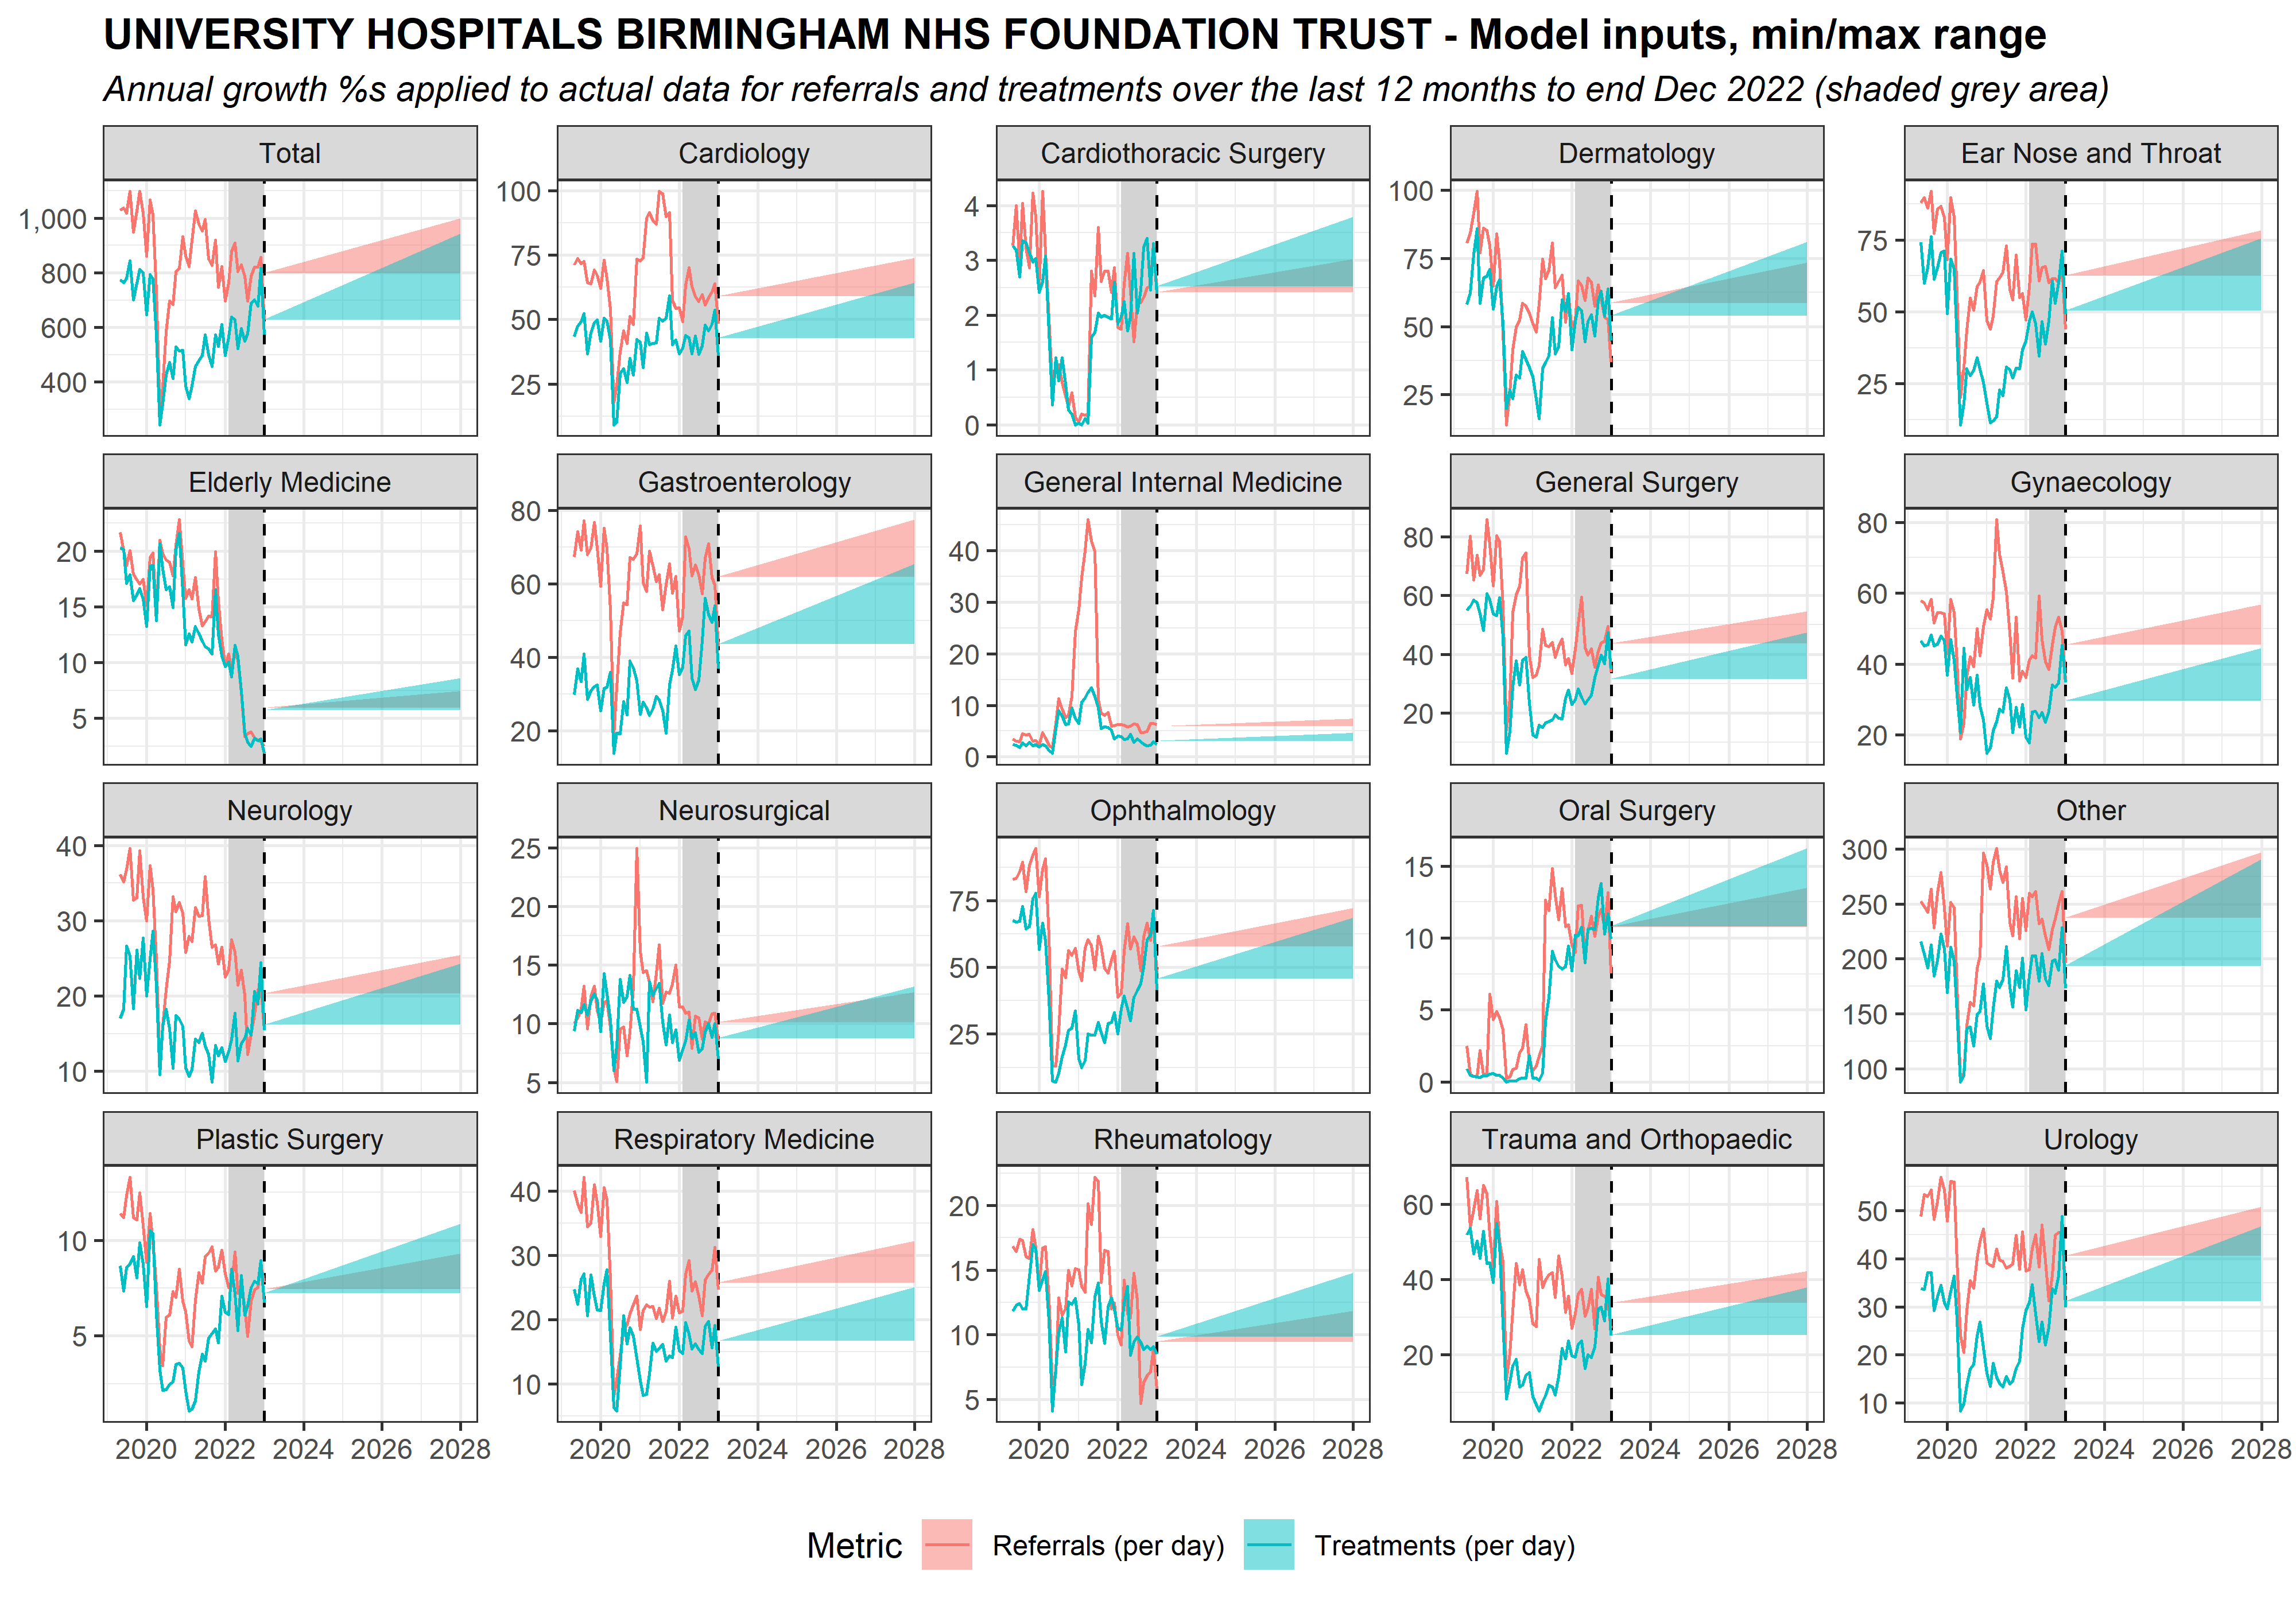 UNIVERSITY HOSPITALS BIRMINGHAM NHS FOUNDATION TRUST - Model inputs, min/max range
Annual growth %s applied to actual data for referrals and treatments over the last 12 months to end Dec 2022 (shaded grey area)
Total
1,000
800
600
400
Cardiology
100
75
50
25
Cardiothoracic Surgery
4
3
2
1
0
Dermatology
100
75
50
25
Ear Nose and Throat
75
50
25
Elderly Medicine
20
15
10
5
Gastroenterology
80
60
40
20
General Internal Medicine
40
30
20
10
0
General Surgery
80
60
40
20
Gynaecology
80
60
40
20
Neurology
40
30
20
10
Neurosurgical
25
20
15
10
5
Ophthalmology
75
50
25
Oral Surgery
15
10
5
0
Other
300
250
200
150
100
Plastic Surgery
10
5
2020 2022 2024 2026 2028
Respiratory Medicine
40
30
20
10
2020 2022 2024 2026 2028
Rheumatology
20
15
10
5
2020 2022 2024 2026 2028
Trauma and Orthopaedic
60
40
20
2020 2022 2024 2026 2028
Urology
50
40
30
20
10
2020 2022 2024 2026 2028
Metric Referrals (per day) Treatments (per day)